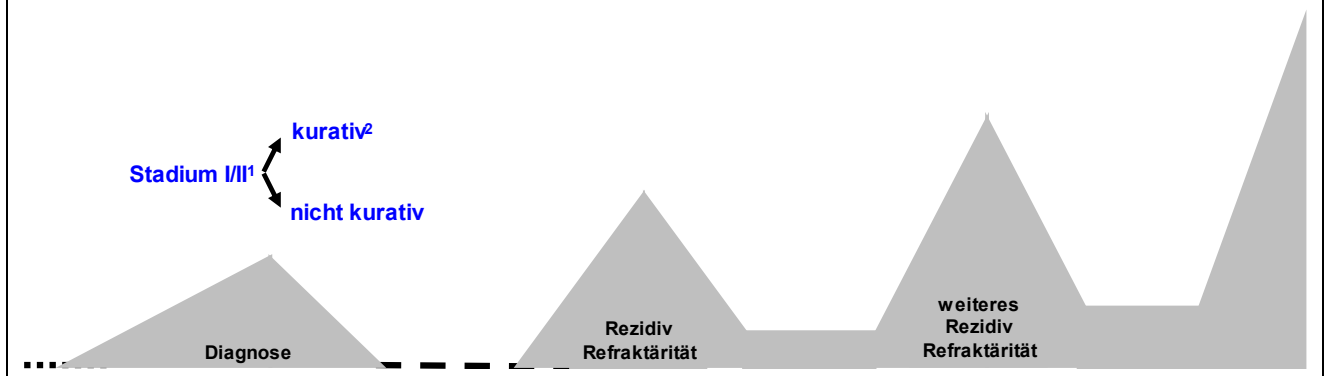 kurativ²
Stadium I/II¹
nicht kurativ
Diagnose
Rezidiv
Refraktärität
weiteres
Rezidiv
Refraktärität